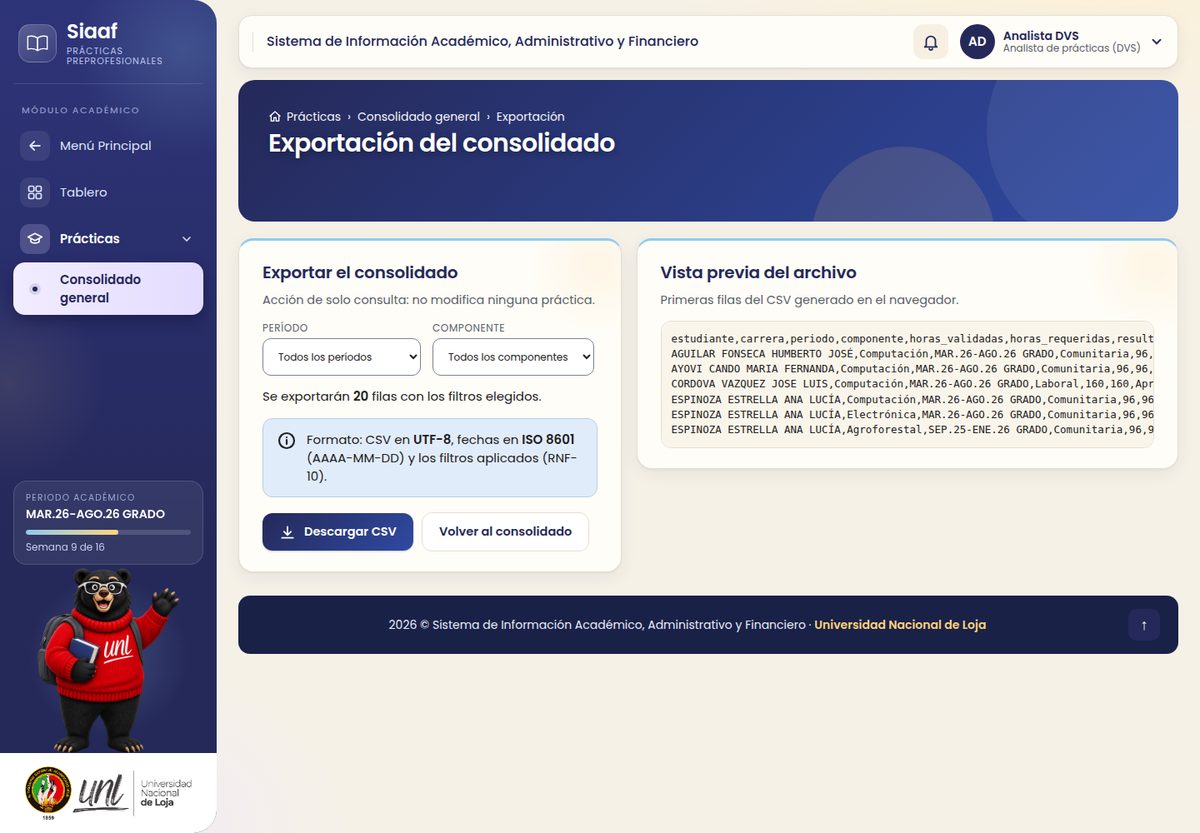 Siaaf
PRÁCTICAS
PREPROFESIONALES
MÓDULO ACADÉMICO
Menú Principal
Tablero
Prácticas
Consolidado
general
PERIODO ACADÉMICO
MAR.26-AGO.26 GRADO
Semana 9 de 16
unl
1859
unl
Universidad
Nacional
de Loja
Sistema de Información Académico, Administrativo y Financiero
AD
Analista DVS
Analista de prácticas (DVS)
Prácticas › Consolidado general › Exportación
Exportación del consolidado
Exportar el consolidado
Acción de solo consulta: no modifica ninguna práctica.
PERÍODO
COMPONENTE
Todos los períodos
Todos los componentes
Se exportarán 20 filas con los filtros elegidos.
Formato: CSV en UTF-8, fechas en ISO 8601
(AAAA-MM-DD) y los filtros aplicados (RNF-
10).
Descargar CSV
Volver al consolidado
Vista previa del archivo
Primeras filas del CSV generado en el navegador.
estudiante,carrera,periodo,componente,horas_validadas,horas_requeridas,result
AGUILAR FONSECA HUMBERTO JOSÉ,Computación,MAR.26-AGO.26 GRADO,Comunitaria,96,
AYOVI CANDO MARIA FERNANDA,Computación,MAR.26-AGO.26 GRADO,Comunitaria,96,96,
CORDOVA VAZQUEZ JOSE LUIS,Computación,MAR.26-AGO.26 GRADO,Laboral,160,160,Apr
ESPINOZA ESTRELLA ANA LUCÍA,Computación,MAR.26-AGO.26 GRADO,Comunitaria,96,96
ESPINOZA ESTRELLA ANA LUCÍA,Electrónica,MAR.26-AGO.26 GRADO,Comunitaria,96,96
ESPINOZA ESTRELLA ANA LUCÍA,Agroforestal,SEP.25-ENE.26 GRADO,Comunitaria,96,9
2026 © Sistema de Información Académico, Administrativo y Financiero · Universidad Nacional de Loja
↑